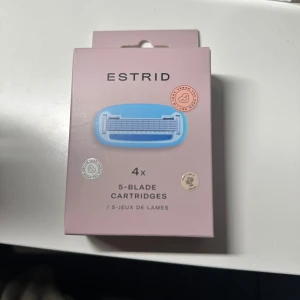 ESTRID
4x
5-BLADE
CARTRIDGES
/ 5-JEUX DE LAMES